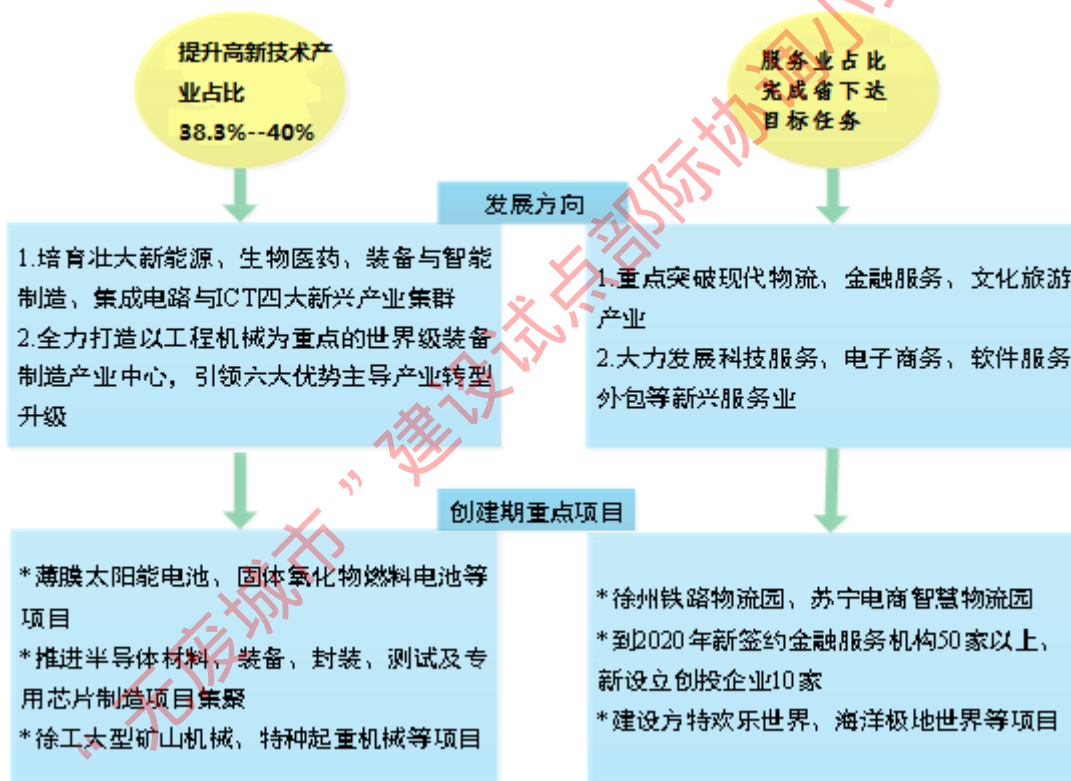 提升高新技术产
业占比
38.3%--40%
服务业占比
完成省下达
目标任务
发展方向
1.培育壮大新能源、生物医药、装备与智能
制造、集成电路与ICT四大新兴产业集群
2.全力打造以工程机械为重点的世界级装备
制造产业中心，引领六大优势主导产业转型
升级
1.重点突破现代物流、金融服务、文化旅游
产业
2.大力发展科技服务、电子商务、软件服务
外包等新兴服务业
创建期重点项目
*薄膜太阳能电池、固体氧化物燃料电池等
项目
*推进半导体材料、装备、封装、测试及专
用芯片制造项目集聚
*徐工大型矿山机械、特种起重机械等项目
*徐州铁路物流园、苏宁电商智慧物流园
*到2020年新签约金融服务机构50家以上、
新设立创投企业10家
*建设方特欢乐世界、海洋极地世界等项目
“无废城市”建设试点部际协调小